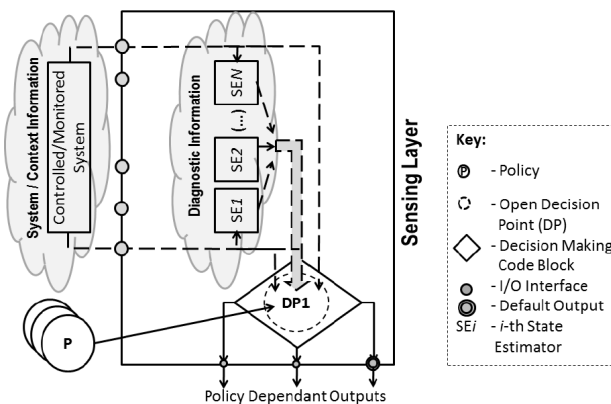 System / Context Information
Controlled/Monitored
System
Diagnostic Information
SEN
(...)
SE2
SE1
Sensing Layer
DP1
P
Policy Dependant Outputs
Key:
P - Policy
- Open Decision
Point (DP)
- Decision Making
Code Block
- I/O Interface
- Default Output
SEi - i-th State
Estimator